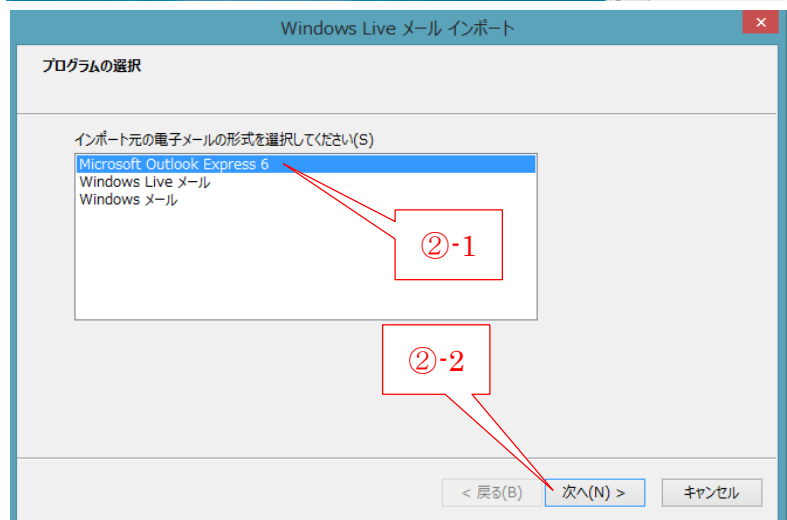 Windows Live メール インポート
プログラムの選択
インポート元の電子メールの形式を選択してください(S)
Microsoft Outlook Express 6
Windows Live メール
Windows メール
②-1
②-2
< 戻る(B)
次へ(N) >
キャンセル